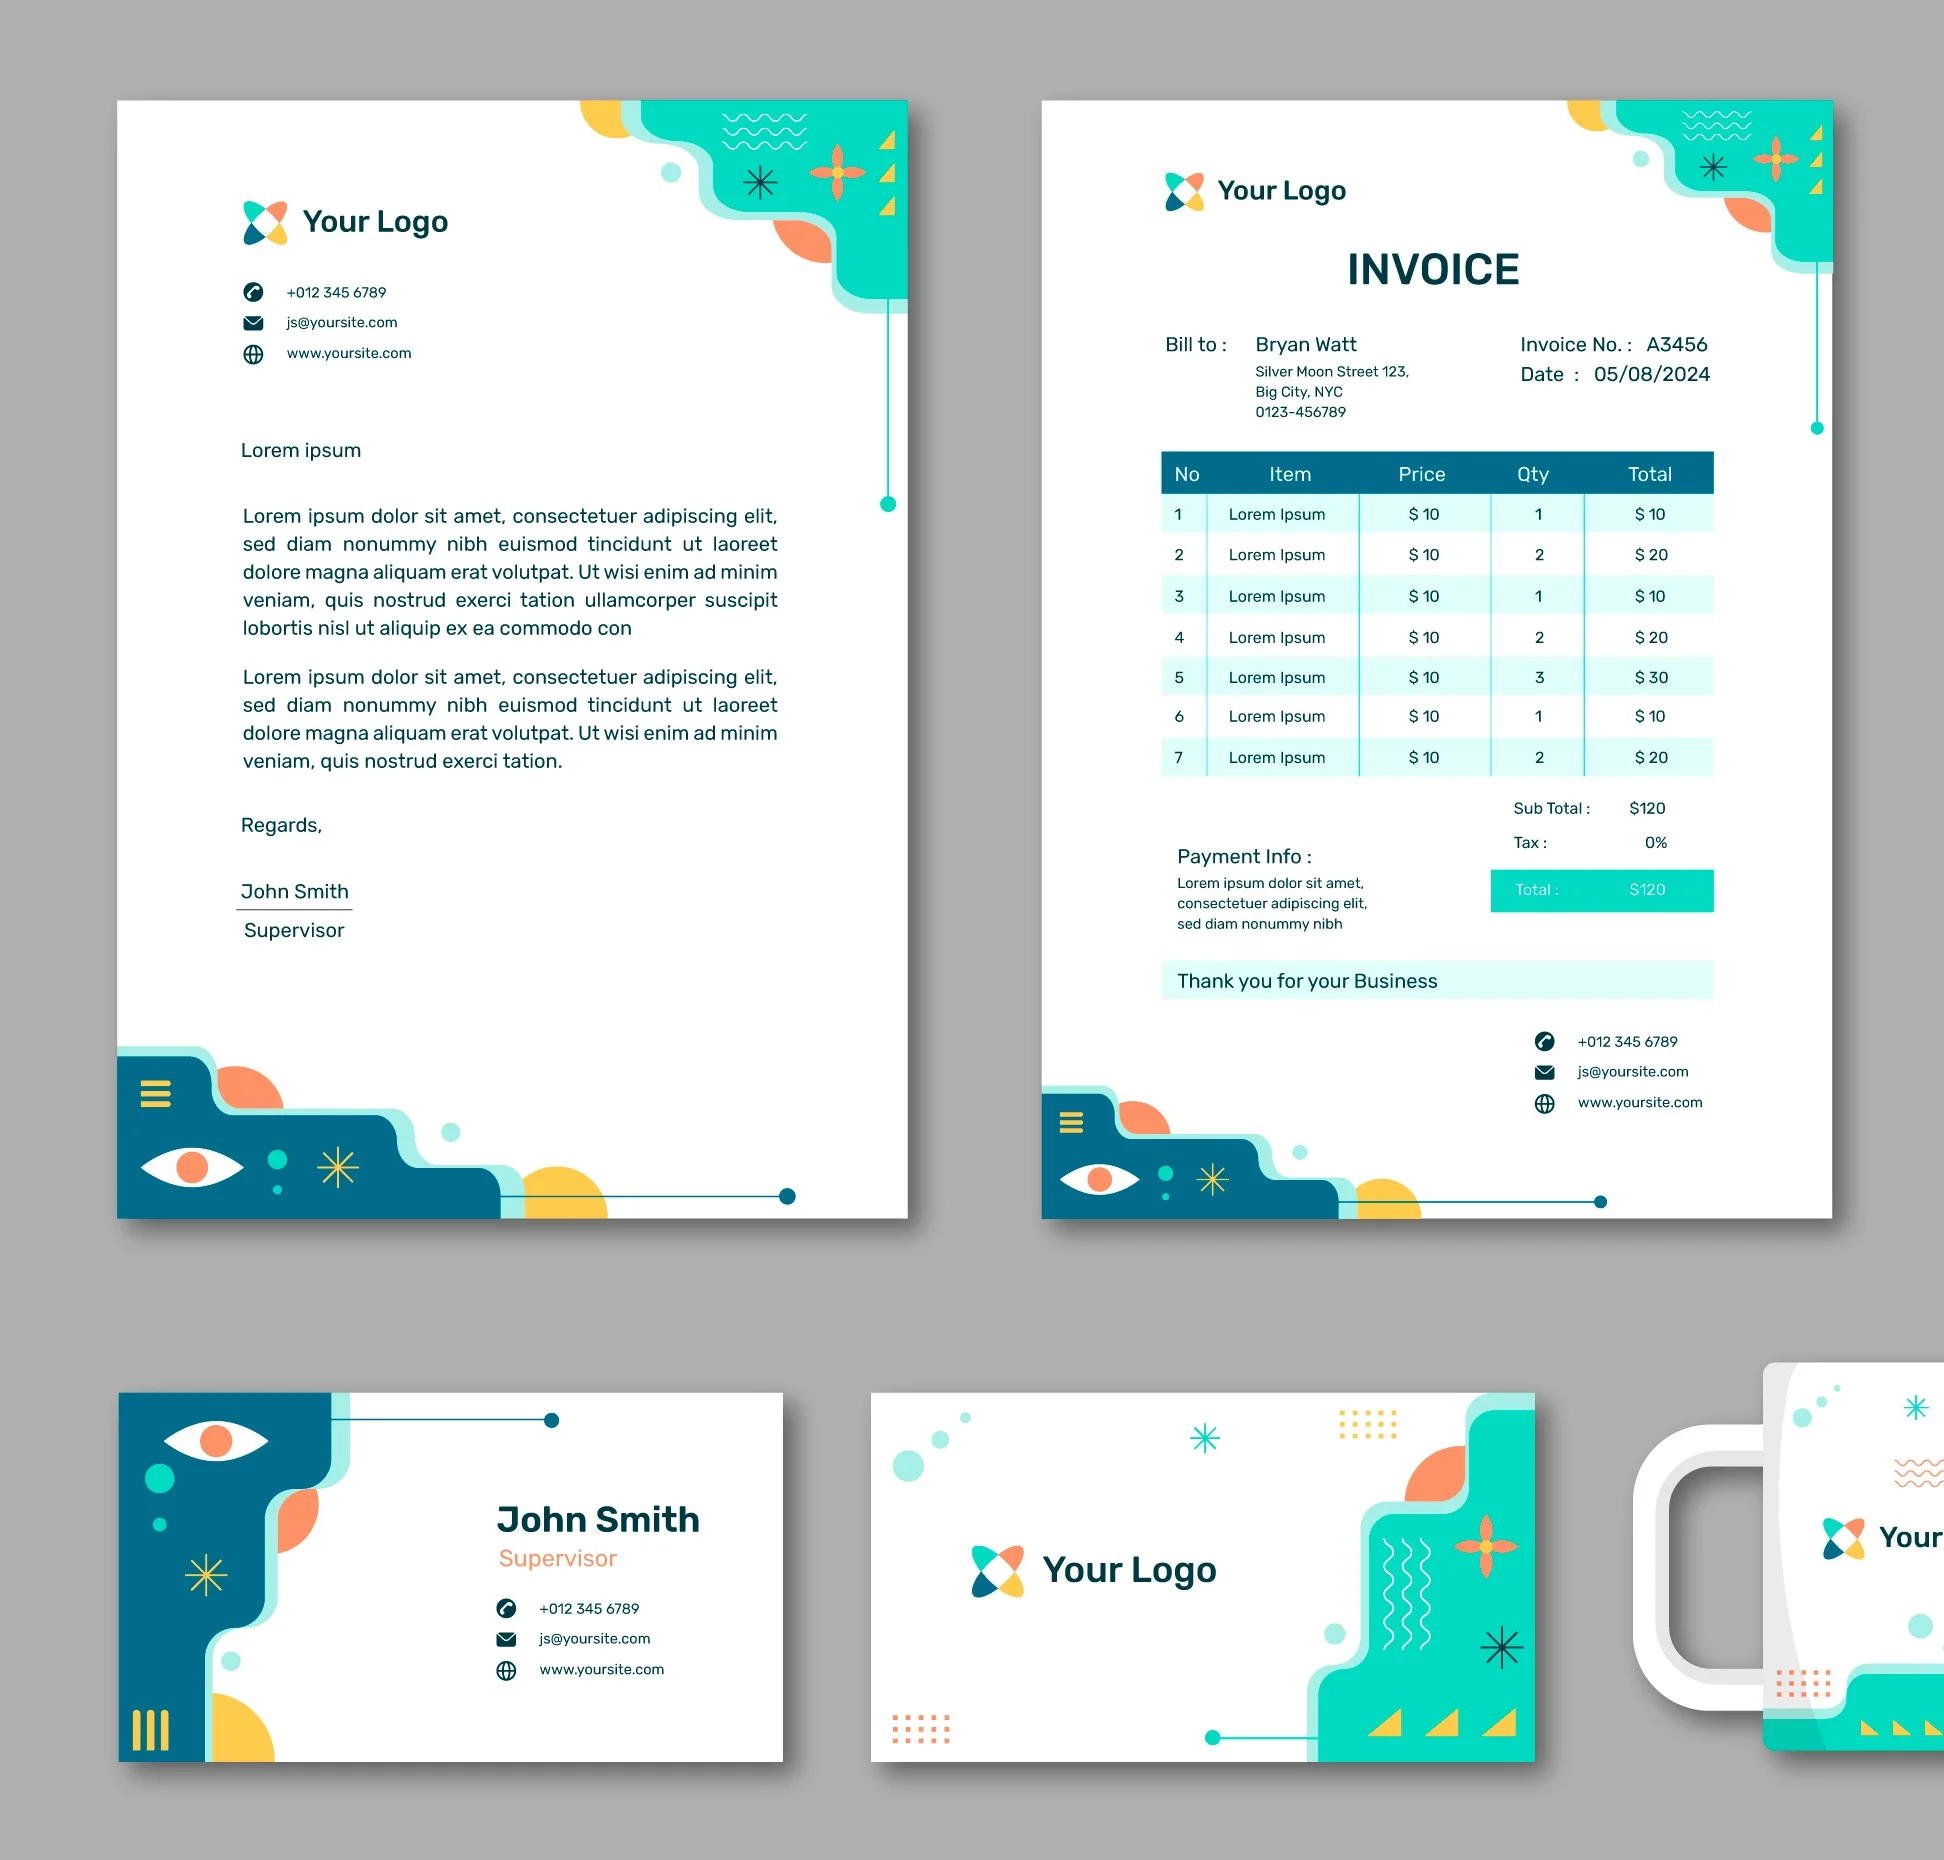 Your Logo
+012 345 6789
js@yoursite.com
www.yoursite.com
Lorem ipsum
Lorem ipsum dolor sit amet, consectetuer adipiscing elit,
sed diam nonummy nibh euismod tincidunt ut laoreet
dolore magna aliquam erat volutpat. Ut wisi enim ad minim
veniam, quis nostrud exerci tation ullamcorper suscipit
lobortis nisl ut aliquip ex ea commodo con
Lorem ipsum dolor sit amet, consectetuer adipiscing elit,
sed diam nonummy nibh euismod tincidunt ut laoreet
dolore magna aliquam erat volutpat. Ut wisi enim ad minim
veniam, quis nostrud exerci tation.
Regards,
John Smith
Supervisor
Your Logo
INVOICE
Bill to : Bryan Watt
Silver Moon Street 123,
Big City, NYC
0123-456789
Invoice No. : A3456
Date : 05/08/2024
No Item Price Qty Total
1 Lorem Ipsum $ 10 1 $ 10
2 Lorem Ipsum $ 10 2 $ 20
3 Lorem Ipsum $ 10 1 $ 10
4 Lorem Ipsum $ 10 2 $ 20
5 Lorem Ipsum $ 10 3 $ 30
6 Lorem Ipsum $ 10 1 $ 10
7 Lorem Ipsum $ 10 2 $ 20
Sub Total : $120
Tax : 0%
Total : $120
Payment Info :
Lorem ipsum dolor sit amet,
consectetuer adipiscing elit,
sed diam nonummy nibh
Thank you for your Business
+012 345 6789
js@yoursite.com
www.yoursite.com
John Smith
Supervisor
+012 345 6789
js@yoursite.com
www.yoursite.com
Your Logo
Your